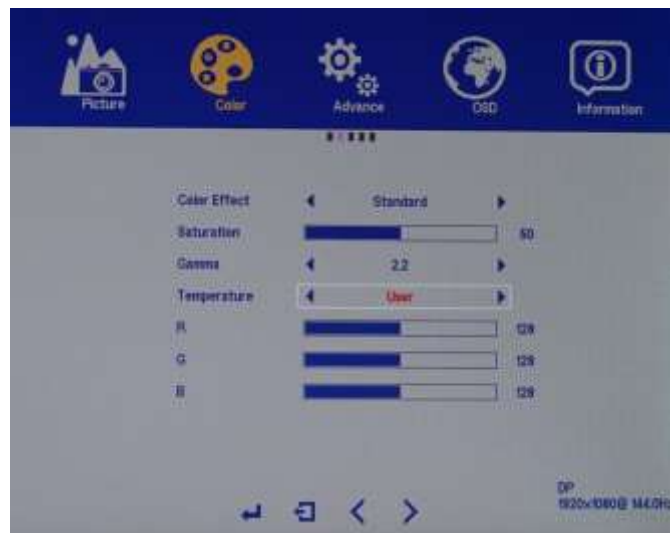 Picture Color Advance OSD Information
Color Effect Standard
Saturation 50
Gamma 2.2
Temperature User
R 128
G 128
B 128
DP
1920x1080@ 144.0Hz